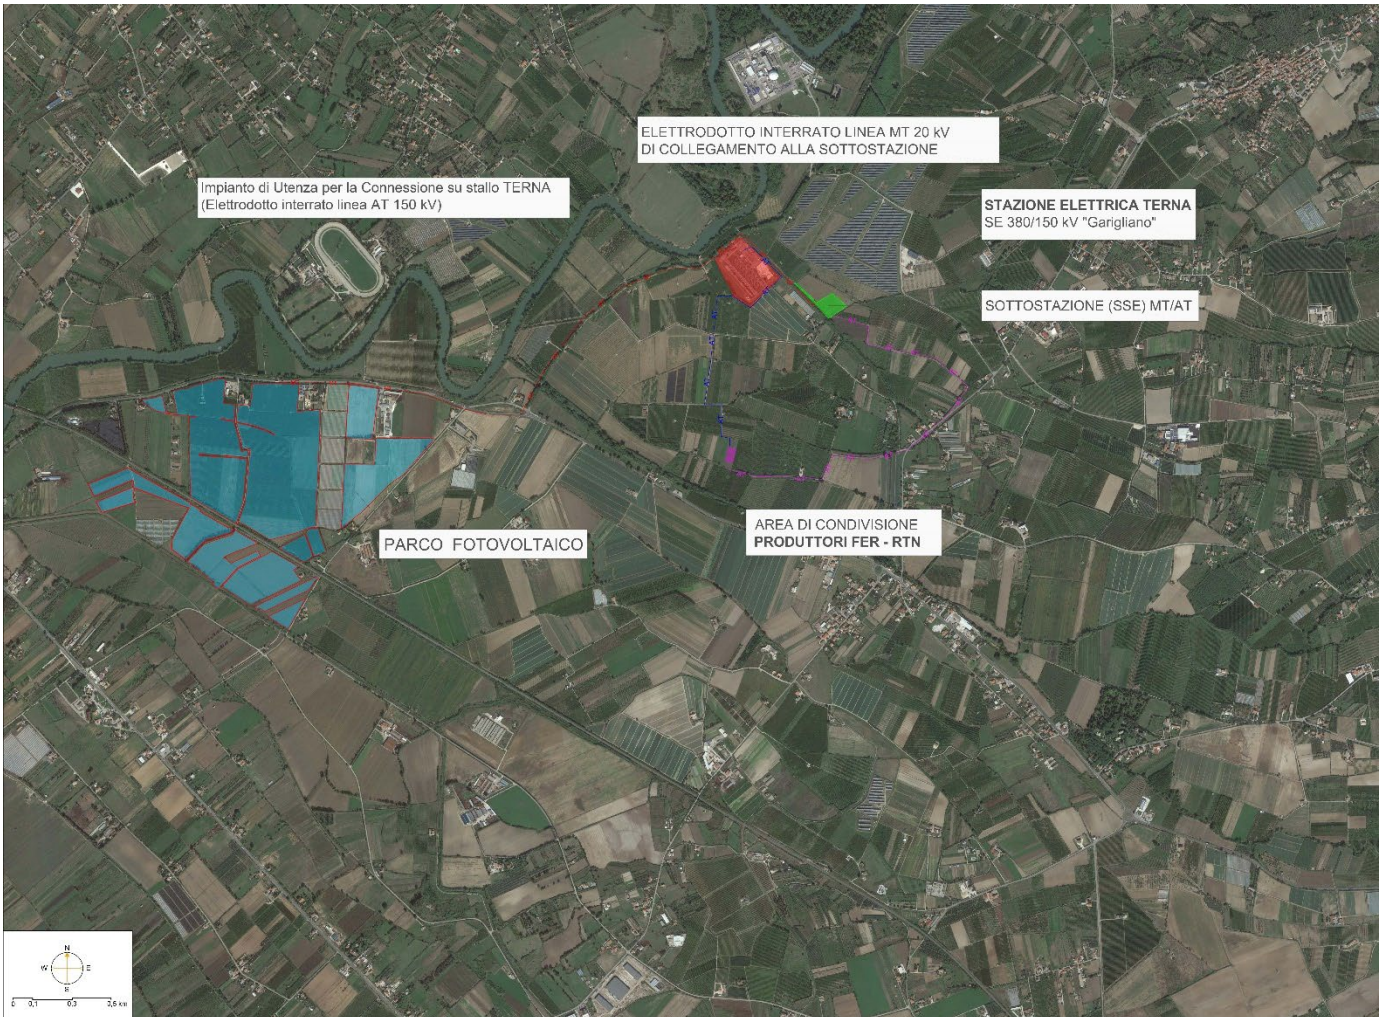 ELETTRODOTTO INTERRATO LINEA MT 20 kV
DI COLLEGAMENTO ALLA SOTTOSTAZIONE
Impianto di Utenza per la Connessione su stallo TERNA
(Elettrodotto interrato linea AT 150 kV)
STAZIONE ELETTRICA TERNA
SE 380/150 kV "Garigliano"
SOTTOSTAZIONE (SSE) MT/AT
AREA DI CONDIVISIONE
PRODUTTORI FER - RTN
PARCO FOTOVOLTAICO
N
W E
S
0 0,1 0,3 0,5 km